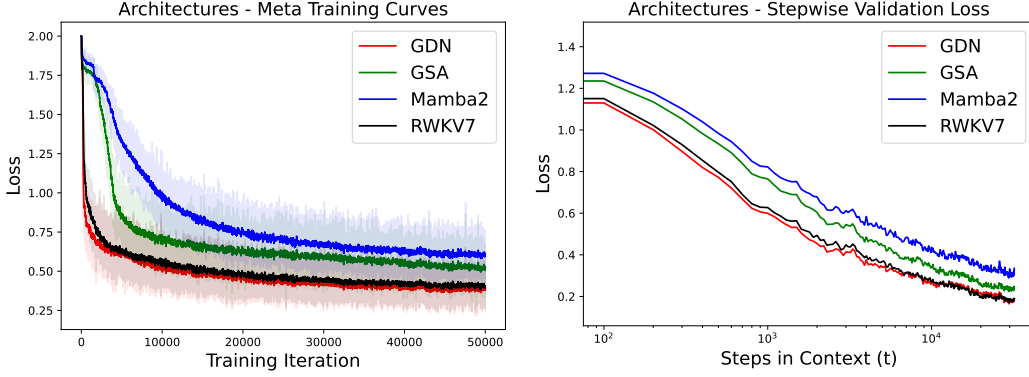 Architectures - Meta Training Curves
2.00
1.75
1.50
1.25
1.00
0.75
0.50
0.25
Loss
GDN
GSA
Mamba2
RWKV7
0
10000
20000
30000
40000
50000
Training Iteration
Architectures - Stepwise Validation Loss
1.4
1.2
1.0
0.8
0.6
0.4
0.2
Loss
GDN
GSA
Mamba2
RWKV7
10²
10³
10⁴
Steps in Context (t)